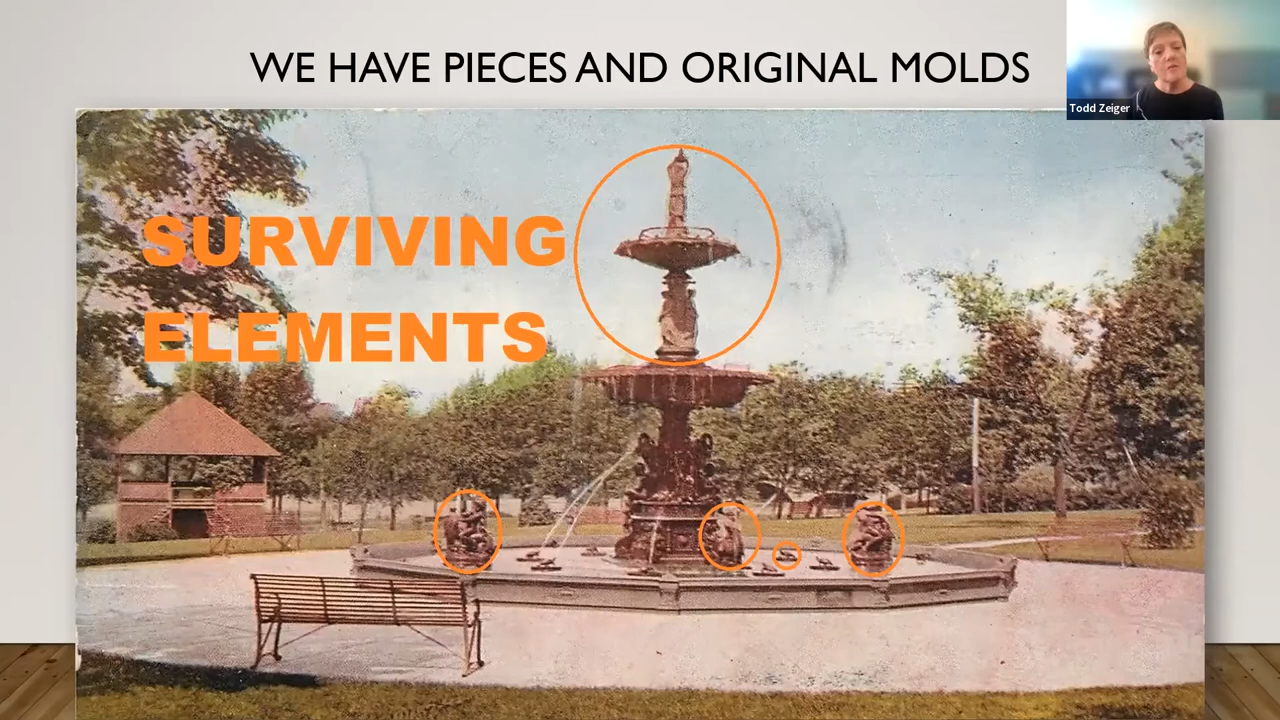 WE HAVE PIECES AND ORIGINAL MOLDS
Todd Zeiger
SURVIVING
ELEMENTS